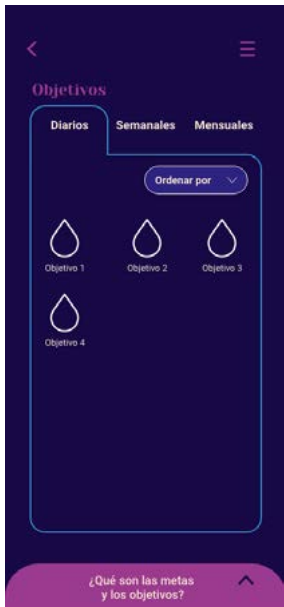 Objetivos
Diarios Semanales Mensuales
Ordenar por
Objetivo 1 Objetivo 2 Objetivo 3
Objetivo 4
¿Qué son las metas
y los objetivos?